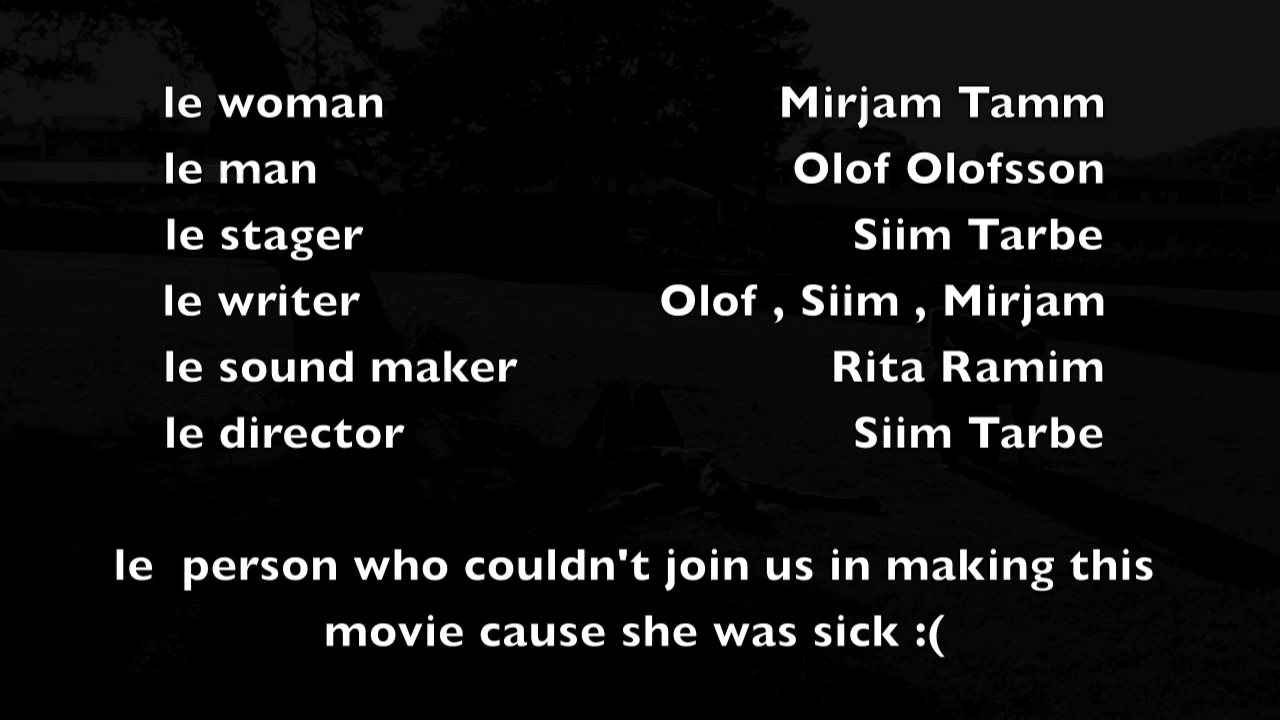 le woman Mirjam Tamm
le man Olof Olofsson
le stager Siim Tarbe
le writer Olof , Siim , Mirjam
le sound maker Rita Ramim
le director Siim Tarbe
le person who couldn't join us in making this
movie cause she was sick :(